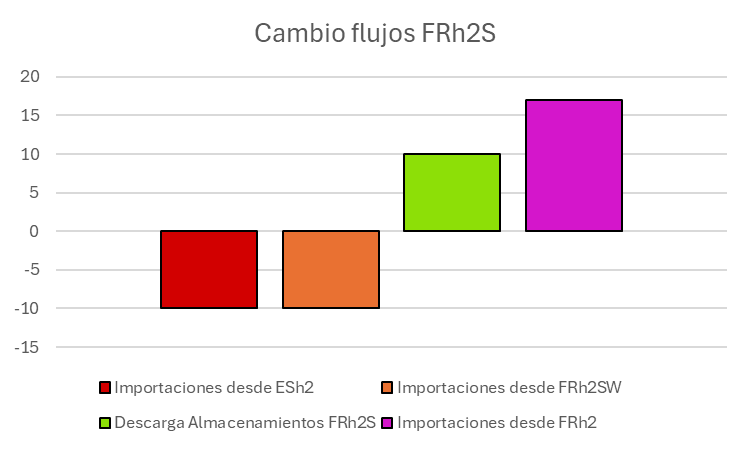 Cambio flujos FRh2S
20
15
10
5
0
-5
-10
-15
Importaciones desde ESh2
Importaciones desde FRh2SW
Descarga Almacenamientos FRh2S
Importaciones desde FRh2